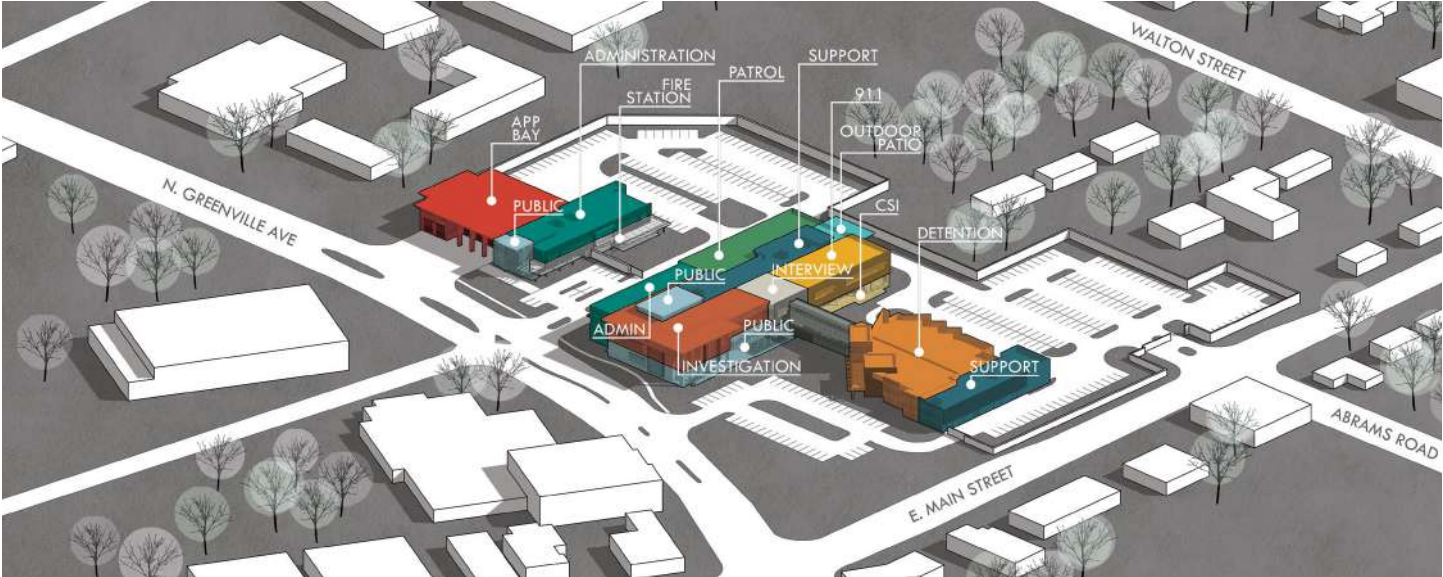 WALTON STREET
ADMINISTRATION
SUPPORT
PATROL
FIRE
STATION
911
APP
BAY
OUTDOOR
PATIO
N. GREENVILLE AVE
PUBLIC
CSI
DETENTION
PUBLIC
INTERVIEW
ADMIN
PUBLIC
INVESTIGATION
SUPPORT
ABRAMS ROAD
E. MAIN STREET